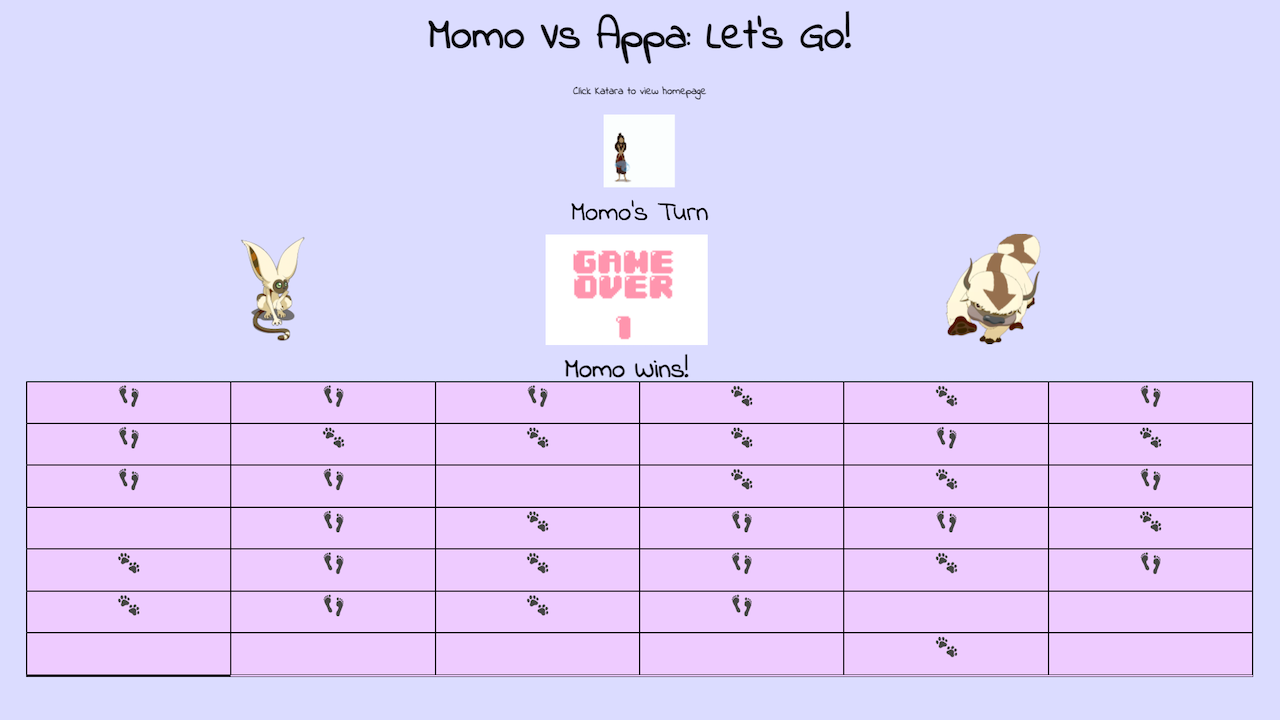 Momo Vs Appa: Let's Go!
Click Katara to view homepage
Momo's Turn
GAME
OVER
1
Momo Wins!